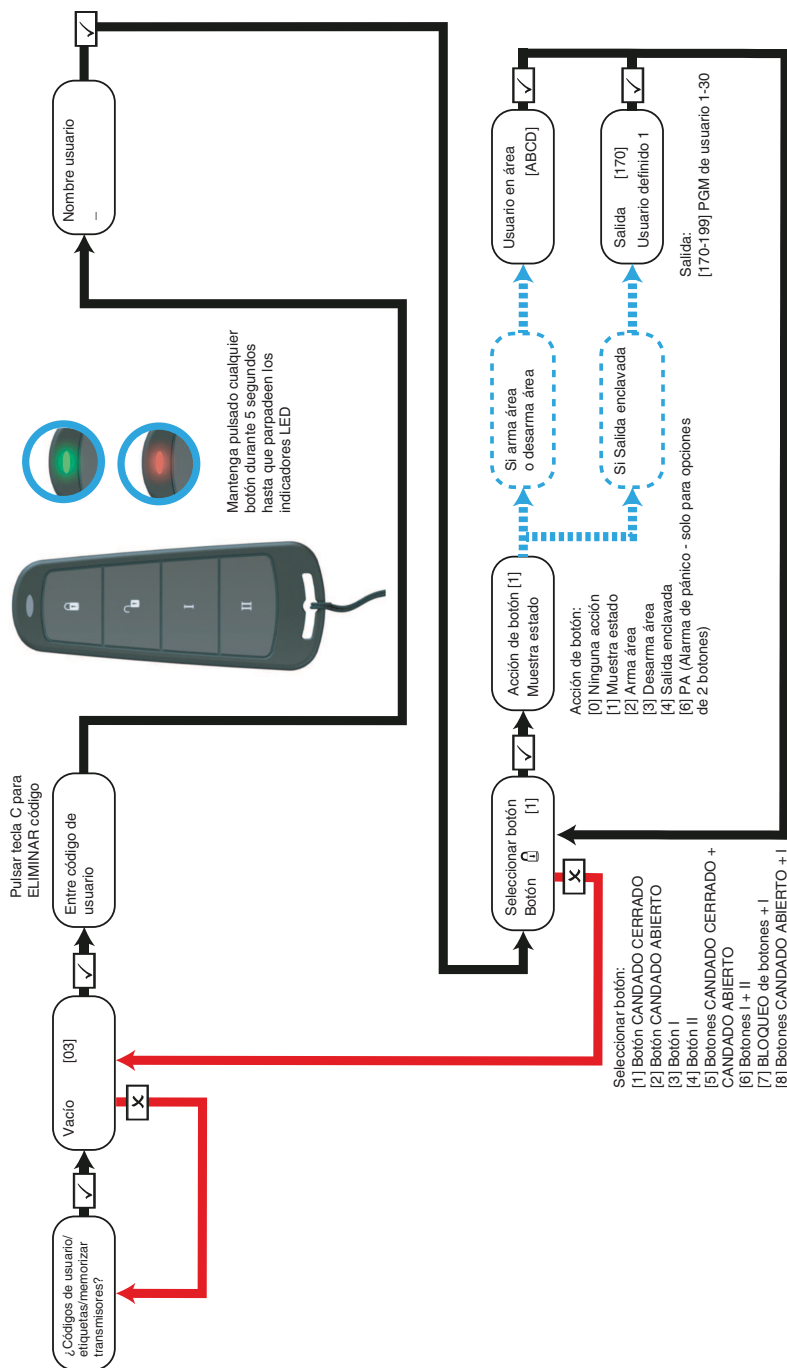 ¿Códigos de usuario/
etiquetas/memorizar
transmisores?
Vacío [03]
Pulsar tecla C para
ELIMINAR código
Entre código de
usuario
I
II
Mantenga pulsado cualquier
botón durante 5 segundos
hasta que parpadeen los
indicadores LED
Nombre usuario
_
Seleccionar botón
Botón [1]
Seleccionar botón:
[1] Botón CANDADO CERRADO
[2] Botón CANDADO ABIERTO
[3] Botón I
[4] Botón II
[5] Botones CANDADO CERRADO +
CANDADO ABIERTO
[6] Botones I + II
[7] BLOQUEO de botones + I
[8] Botones CANDADO ABIERTO + I
Acción de botón [1]
Muestra estado
Acción de botón:
[0] Ninguna acción
[1] Muestra estado
[2] Arma área
[3] Desarma área
[4] Salida enclavada
[6] PA (Alarma de pánico - solo para opciones
de 2 botones)
Si arma área
o desarma área
Si Salida enclavada
Usuario en área
[ABCD]
Salida [170]
Usuario definido 1
Salida:
[170-199] PGM de usuario 1-30